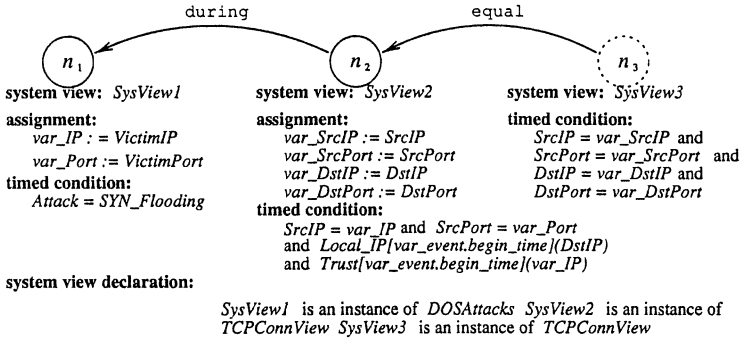 during equal
n1 n2 n3
system view: SysView1 system view: SysView2 system view: SysView3
assignment: assignment: timed condition:
var_IP := VictimIP var_SrcIP := SrcIP SrcIP = var_SrcIP and
var_Port := VictimPort var_SrcPort := SrcPort SrcPort = var_SrcPort and
timed condition: var_DstIP := DstIP DstIP = var_DstIP and
Attack = SYN_Flooding var_DstPort := DstPort DstPort = var_DstPort
timed condition:
SrcIP = var_IP and SrcPort = var_Port
and Local_IP[var_event.begin_time](DstIP)
and Trust[var_event.begin_time](var_IP)
system view declaration:
SysView1 is an instance of DOSAttacks SysView2 is an instance of
TCPConnView SysView3 is an instance of TCPConnView